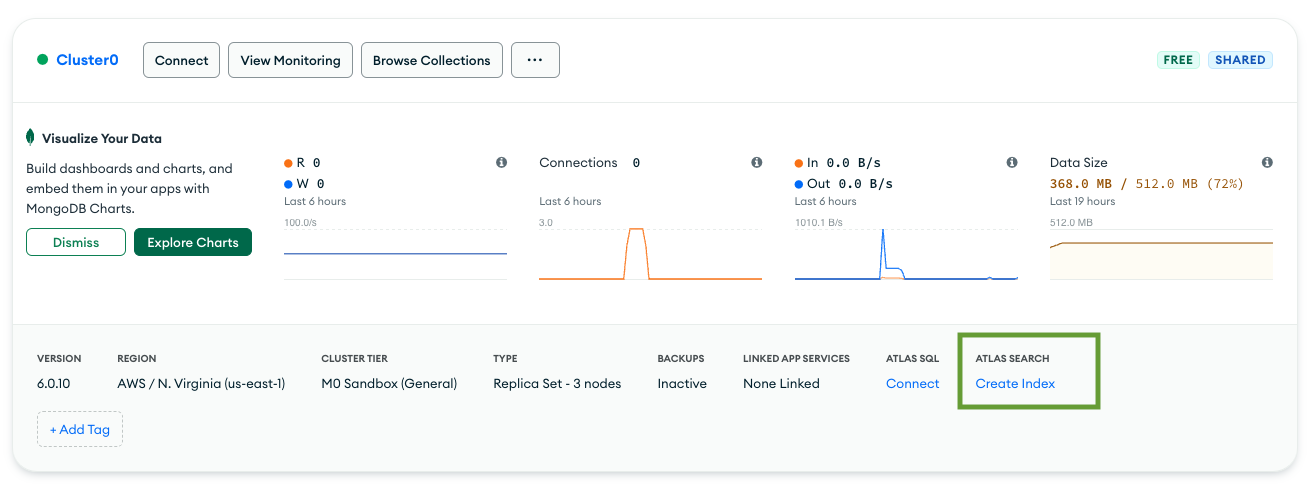 Cluster0
Connect
View Monitoring
Browse Collections
...
FREE
SHARED
Visualize Your Data
Build dashboards and charts, and
embed them in your apps with
MongoDB Charts.
Dismiss
Explore Charts
R 0
W 0
Last 6 hours
100.0/s
Connections 0
Last 6 hours
3.0
In 0.0 B/s
Out 0.0 B/s
Last 6 hours
1010.1 B/s
Data Size
368.0 MB / 512.0 MB (72%)
Last 19 hours
512.0 MB
VERSION
6.0.10
REGION
AWS / N. Virginia (us-east-1)
CLUSTER TIER
M0 Sandbox (General)
TYPE
Replica Set - 3 nodes
BACKUPS
Inactive
LINKED APP SERVICES
None Linked
ATLAS SQL
Connect
ATLAS SEARCH
Create Index
+ Add Tag